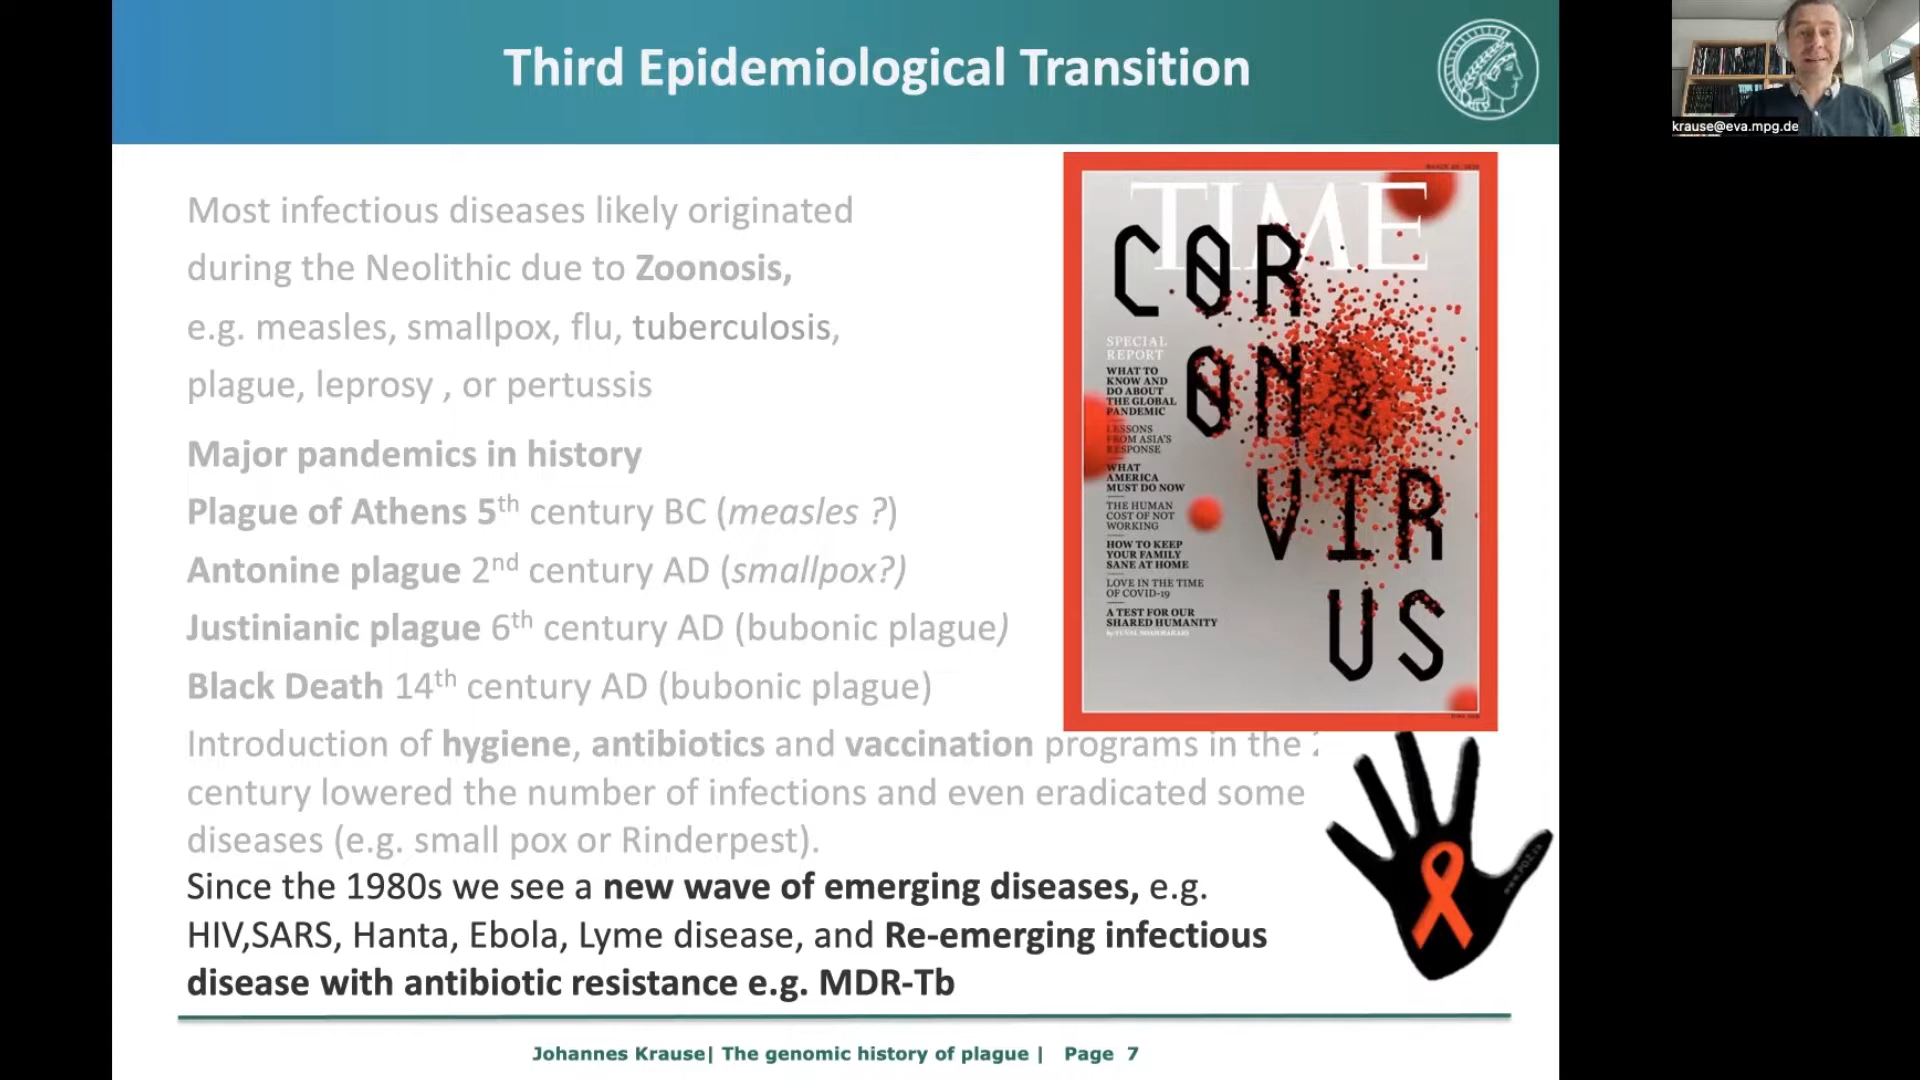 Third Epidemiological Transition
krause@eva.mpg.de
Most infectious diseases likely originated
during the Neolithic due to Zoonosis,
e.g. measles, smallpox, flu, tuberculosis,
plague, leprosy , or pertussis
Major pandemics in history
Plague of Athens 5th century BC (measles ?)
Antonine plague 2nd century AD (smallpox?)
Justinianic plague 6th century AD (bubonic plague)
Black Death 14th century AD (bubonic plague)
Introduction of hygiene, antibiotics and vaccination programs in the
century lowered the number of infections and even eradicated some
diseases (e.g. small pox or Rinderpest).
Since the 1980s we see a new wave of emerging diseases, e.g.
HIV,SARS, Hanta, Ebola, Lyme disease, and Re-emerging infectious
disease with antibiotic resistance e.g. MDR-Tb
TIME
COR
ON
VIR
US
SPECIAL
REPORT
WHAT TO
KNOW AND
DO ABOUT
THE GLOBAL
PANDEMIC
LESSONS
FROM ASIA'S
RESPONSE
WHAT
AMERICA
MUST DO NOW
THE HUMAN
COST OF NOT
WORKING
HOW TO KEEP
YOUR FAMILY
SANE AT HOME
LOVE IN THE TIME
OF COVID-19
A TEST FOR OUR
SHARED HUMANITY
by YUVAL NOAH HARARI
Johannes Krause| The genomic history of plague | Page 7